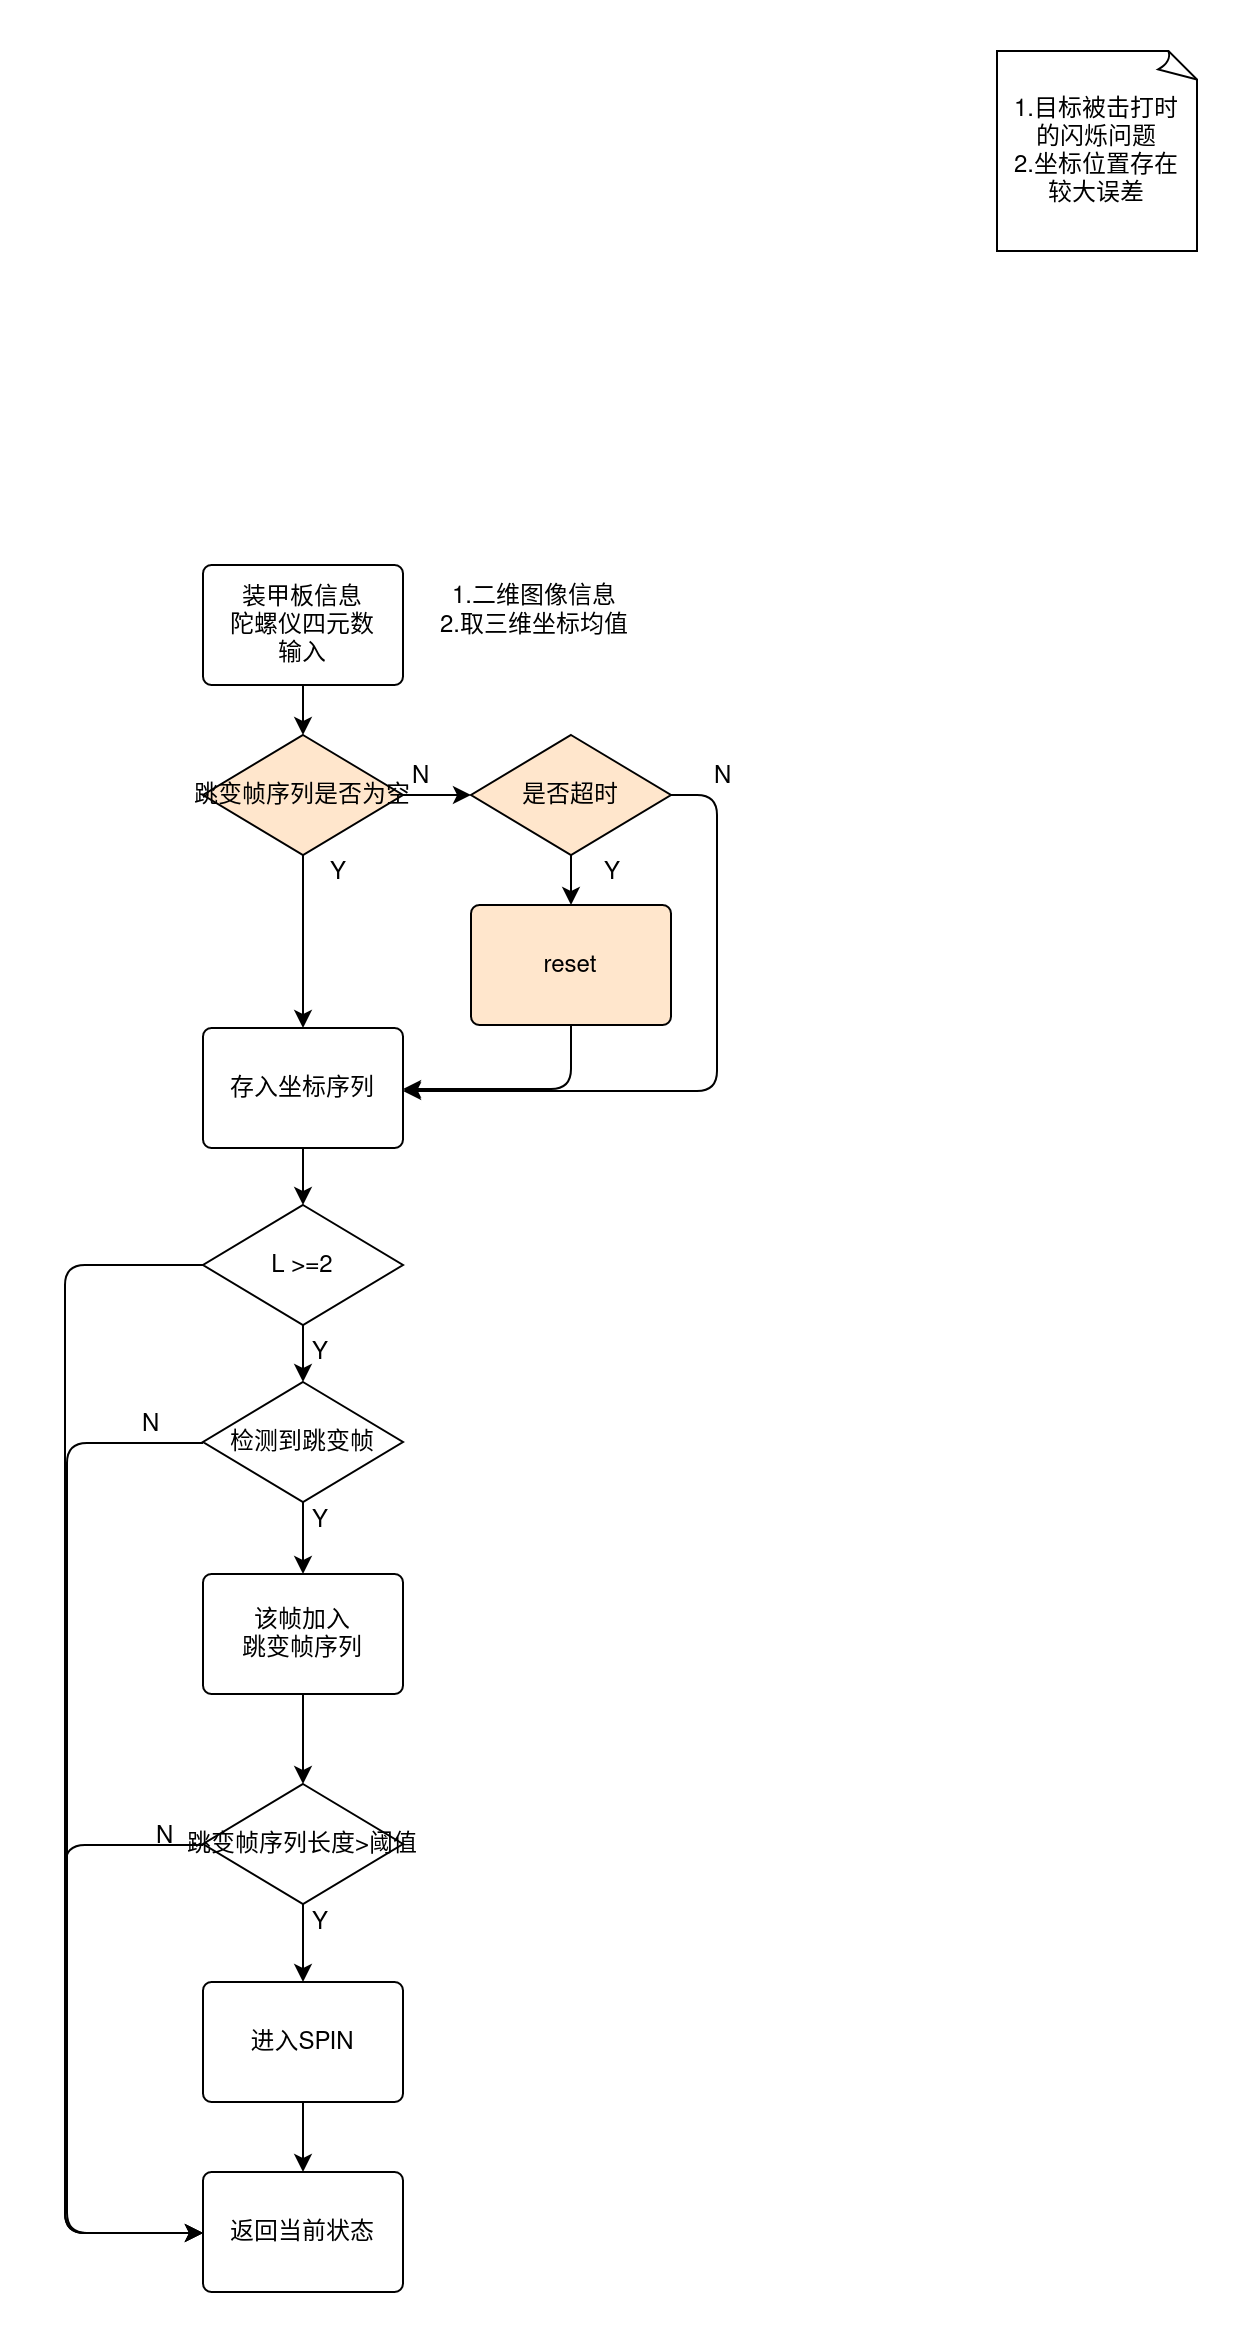 1.目标被击打时
的闪烁问题
2.坐标位置存在
较大误差
装甲板信息
陀螺仪四元数
输入
1.二维图像信息
2.取三维坐标均值
跳变帧序列是否为空
N
是否超时
N
Y
Y
reset
存入坐标序列
L >=2
Y
N
检测到跳变帧
Y
该帧加入
跳变帧序列
N
跳变帧序列长度>阈值
Y
进入SPIN
返回当前状态